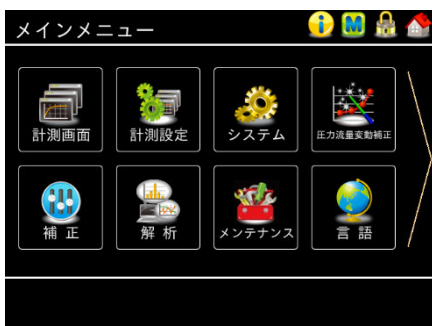 メインメニュー
i
M
計測画面
計測設定
システム
圧力流量変動補正
補 正
解 析
メンテナンス
言 語